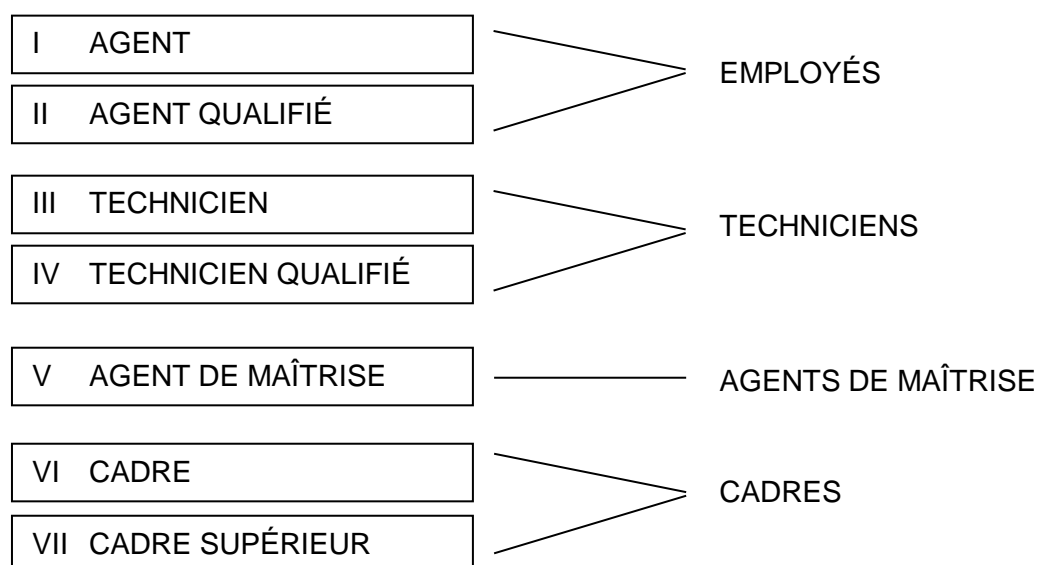 I AGENT
II AGENT QUALIFIÉ
EMPLOYÉS
III TECHNICIEN
IV TECHNICIEN QUALIFIÉ
TECHNICIENS
V AGENT DE MAÎTRISE
AGENTS DE MAÎTRISE
VI CADRE
VII CADRE SUPÉRIEUR
CADRES